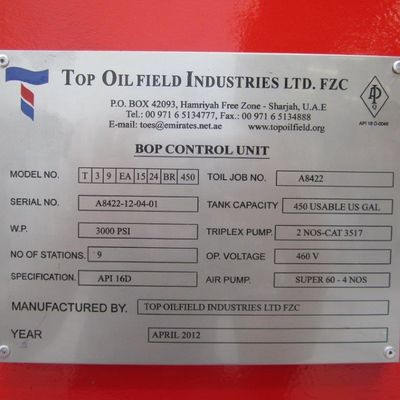 TOP OILFIELD INDUSTRIES LTD. FZC
P.O. BOX 42093, Hamriyah Free Zone - Sharjah, U.A.E
Tel.: 00 971 6 5134777, Fax.: 00 971 6 5134888
E-mail: toes@emirates.net.ae www.topoilfield.org
API 16 D-0046
BOP CONTROL UNIT
MODEL NO. T 3 9 EA 15 24 BR 450 TOIL JOB NO. A8422
SERIAL NO. A8422-12-04-01 TANK CAPACITY 450 USABLE US GAL
W.P. 3000 PSI TRIPLEX PUMP. 2 NOS-CAT 3517
NO OF STATIONS. 9 OP. VOLTAGE 460 V
SPECIFICATION. API 16D AIR PUMP. SUPER 60 - 4 NOS
MANUFACTURED BY. TOP OILFIELD INDUSTRIES LTD FZC
YEAR APRIL 2012